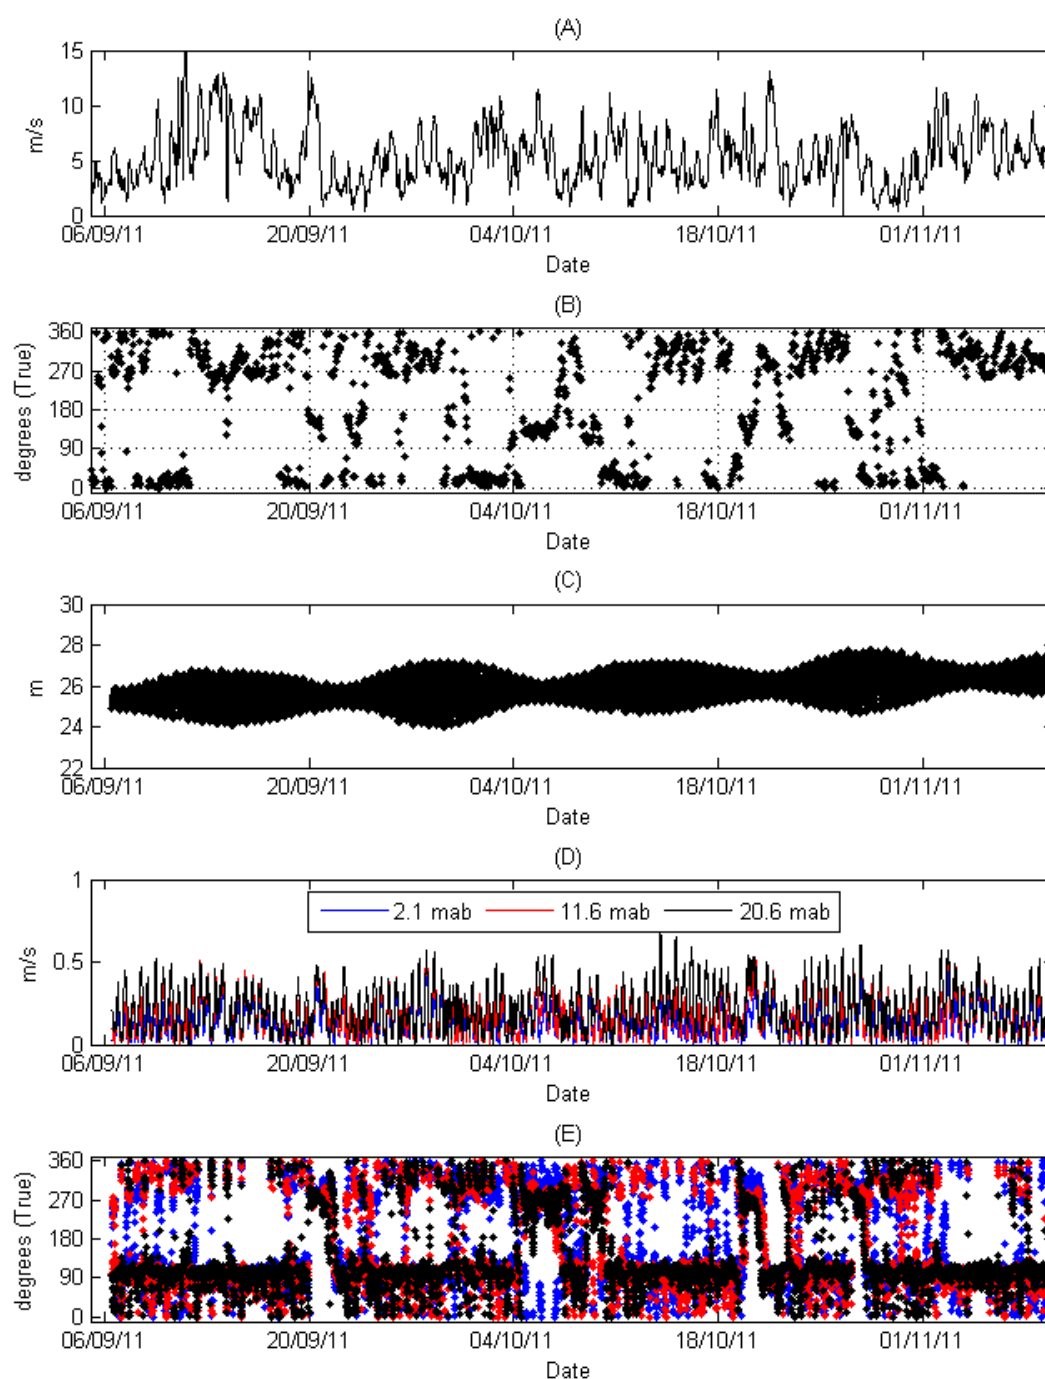 (A)
15
10
5
0
m/s
06/09/11 20/09/11 04/10/11 18/10/11 01/11/11
Date
(B)
360
270
180
90
0
degrees (True)
06/09/11 20/09/11 04/10/11 18/10/11 01/11/11
Date
(C)
30
28
26
24
22
m
06/09/11 20/09/11 04/10/11 18/10/11 01/11/11
Date
(D)
1
0.5
0
m/s
2.1 mab 11.6 mab 20.6 mab
06/09/11 20/09/11 04/10/11 18/10/11 01/11/11
Date
(E)
360
270
180
90
0
degrees (True)
06/09/11 20/09/11 04/10/11 18/10/11 01/11/11
Date